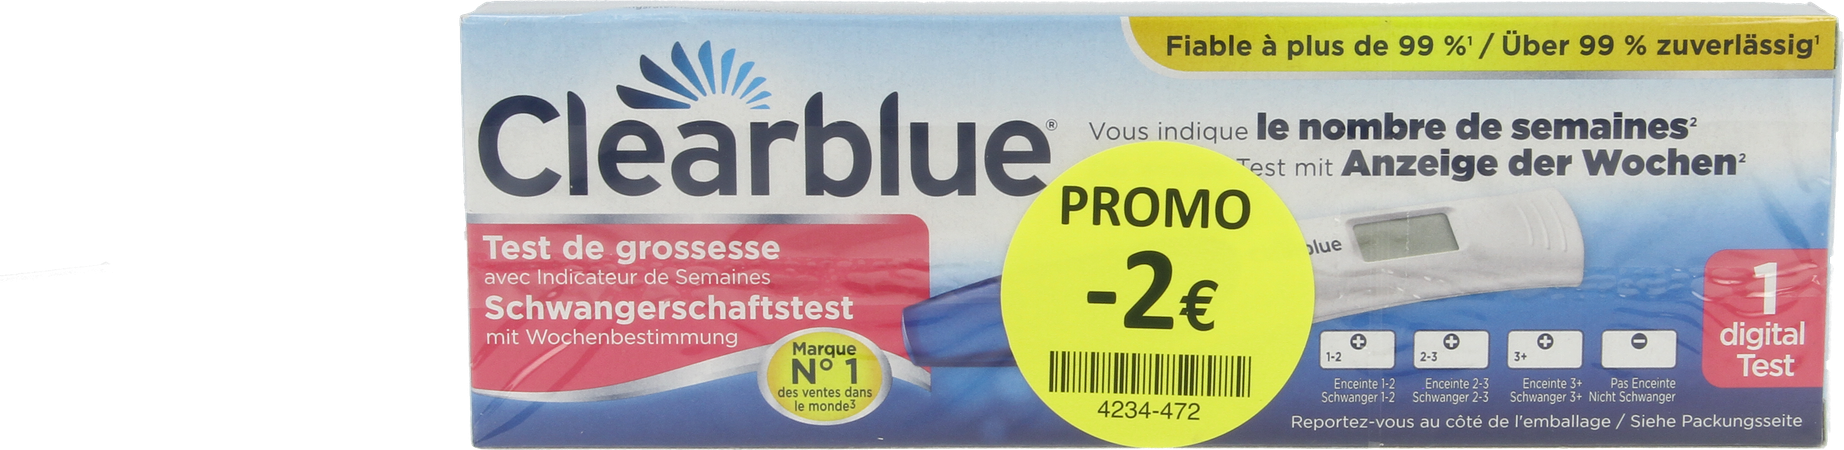 Fiable à plus de 99 %¹ / Über 99 % zuverlässig¹
Clearblue®
Vous indique le nombre de semaines²
Test mit Anzeige der Wochen²
Test de grossesse
avec Indicateur de Semaines
Schwangerschaftstest
mit Wochenbestimmung
Marque
N° 1
des ventes dans
le monde³
PROMO
-2€
4234-472
blue
1-2
2-3
3+
Enceinte 1-2 Enceinte 2-3 Enceinte 3+ Pas Enceinte
Schwanger 1-2 Schwanger 2-3 Schwanger 3+ Nicht Schwanger
1
digital
Test
Reportez-vous au côté de l'emballage / Siehe Packungsseite